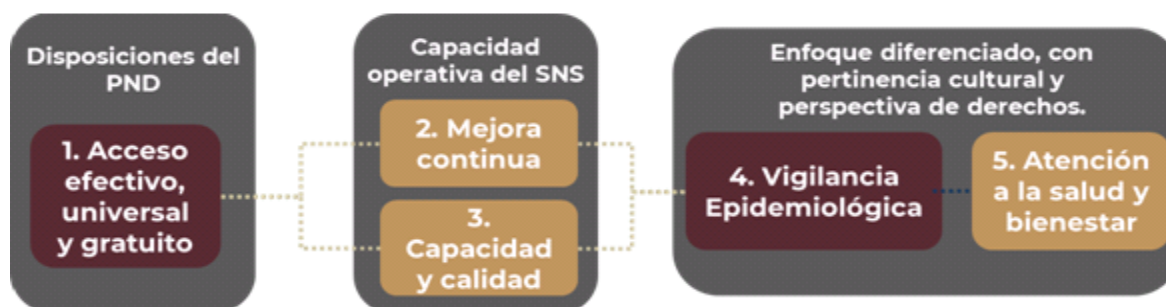 Disposiciones del
PND
1. Acceso
efectivo,
universal
y gratuito
Capacidad
operativa del SNS
2. Mejora
continua
3.
Capacidad
y calidad
Enfoque diferenciado, con
pertinencia cultural y
perspectiva de derechos.
4. Vigilancia
Epidemiológica
5. Atención
a la salud y
bienestar